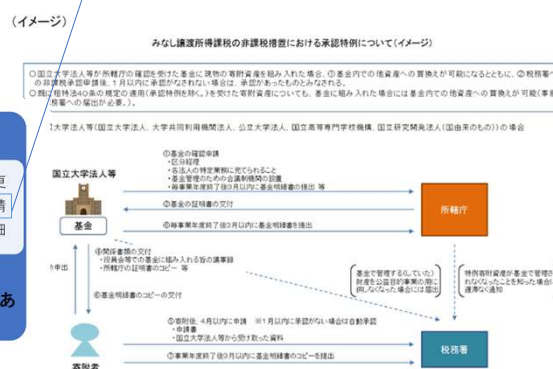 （イメージ）
みなし譲渡所得課税の非課税措置における承認特例について（イメージ）
○国立大学法人等が所轄庁の確認を受けた基金に現物の寄附資産を組み入れた場合、①基金内での他資産への買換えが可能になるとともに、②税務署へ
の非課税承認申請後、1月以内に承認がなされない場合は、承認があったものとみなされる。
○既に租特法40条の規定の適用（承認特例を除く。）を受けた寄附資産についても、基金に組み入れた場合には基金内での他資産への買換えが可能（事前
務署への届出が必要。）。
大学法人等（国立大学法人、大学共同利用機関法人、公立大学法人、国立高等専門学校機構、国立研究開発法人（国由来のもの））の場合
国立大学法人等
基金
①基金の確認申請
・区分経理
・各法人の特定業務に充てられること
・基金管理のための合議制機関の設置
・毎事業年度終了後3月以内に基金明細書の提出 等
②基金の証明書の交付
⑥毎事業年度終了後3月以内に基金明細書を提出
所轄庁
更
請
細
あ
申出
④関係書類の交付
・役員会等での基金に組み入れる旨の議事録
・所轄庁の証明書のコピー 等
⑥基金明細書のコピーの交付
基金で管理する（していた）
財産を公益目的事業の用に
供しなくなった場合には届出
特例寄附資産が基金で管理さ
れなくなったことを知った場合に
遅滞なく通知
⑤寄附後、4月以内に申請 ※1月以内に承認がない場合は自動承認
・申請書
・国立大学法人等から受け取った資料
⑦事業年度終了後3月以内に基金明細書のコピーを提出
税務署
寄附者